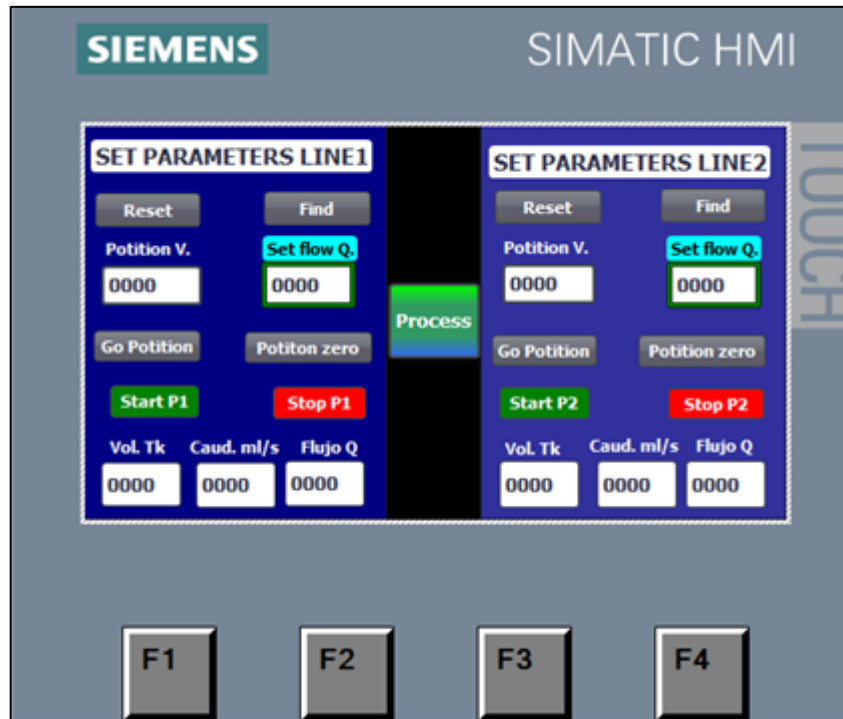 SIEMENS
SIMATIC HMI
TOUCH
SET PARAMETERS LINE1
Reset Find
Potition V. Set flow Q.
0000 0000
Go Potition Potiton zero
Start P1 Stop P1
Vol. Tk Caud. ml/s Flujo Q
0000 0000 0000
Process
SET PARAMETERS LINE2
Reset Find
Potition V. Set flow Q.
0000 0000
Go Potition Potition zero
Start P2 Stop P2
Vol. Tk Caud. ml/s Flujo Q
0000 0000 0000
F1 F2 F3 F4